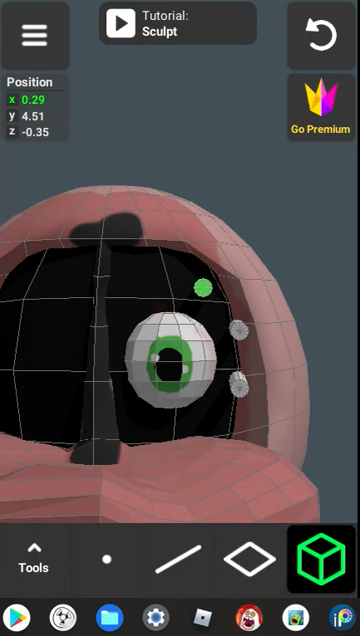 Tutorial:
Sculpt
Position
x 0.29
y 4.51
z -0.35
Go Premium
Tools